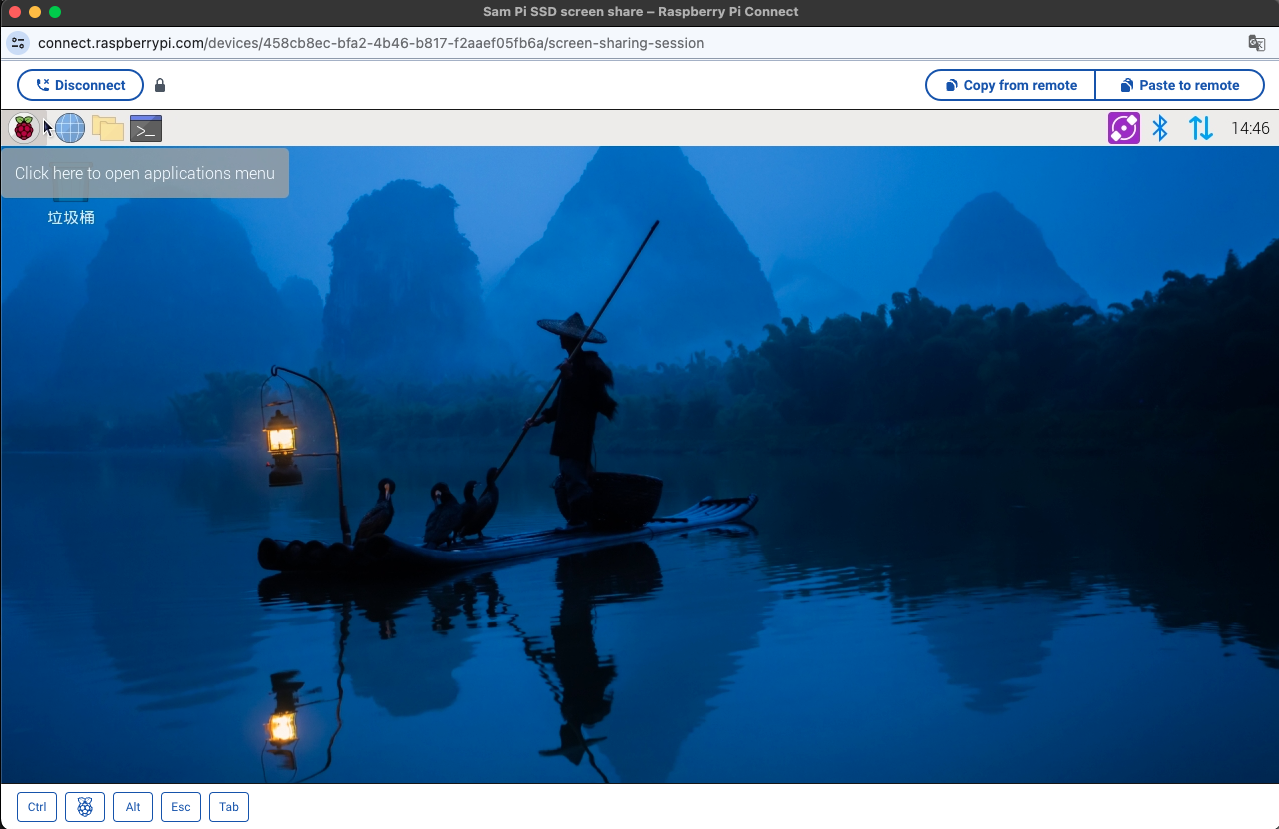 Sam Pi SSD screen share – Raspberry Pi Connect
connect.raspberrypi.com/devices/458cb8ec-bfa2-4b46-b817-f2aaef05fb6a/screen-sharing-session
Disconnect
Copy from remote
Paste to remote
>_
14:46
Click here to open applications menu
垃圾桶
Ctrl
Alt
Esc
Tab